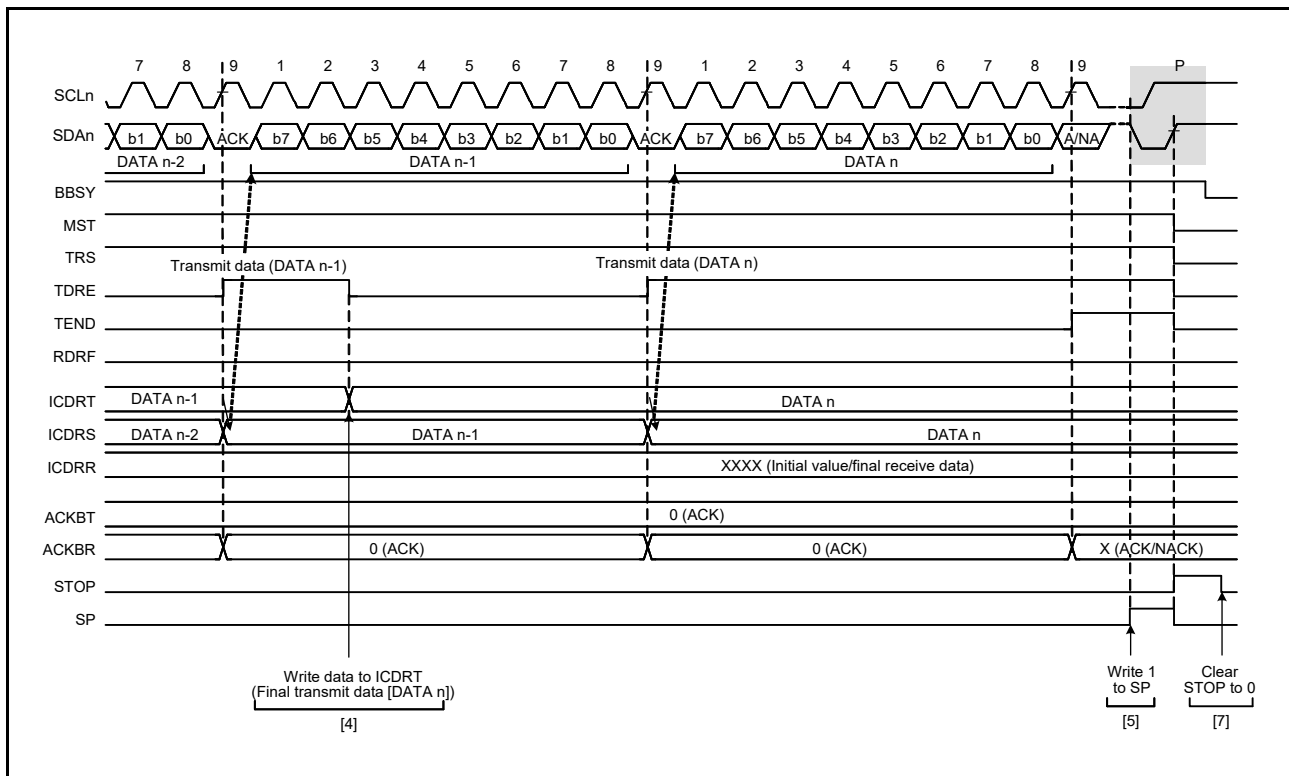 7 8 9 1 2 3 4 5 6 7 8 9 1 2 3 4 5 6 7 8 9 P
SCLn
SDAn b1 b0 ACK b7 b6 b5 b4 b3 b2 b1 b0 ACK b7 b6 b5 b4 b3 b2 b1 b0 A/NA
DATA n-2 DATA n-1 DATA n
BBSY
MST
TRS
Transmit data (DATA n-1) Transmit data (DATA n)
TDRE
TEND
RDRF
ICDRT DATA n-1 DATA n
ICDRS DATA n-2 DATA n-1 DATA n
ICDRR XXXX (Initial value/final receive data)
ACKBT 0 (ACK)
ACKBR 0 (ACK) 0 (ACK) X (ACK/NACK)
STOP
SP
Write data to ICDRT
(Final transmit data [DATA n])
[4]
Write 1
to SP
[5]
Clear
STOP to 0
[7]